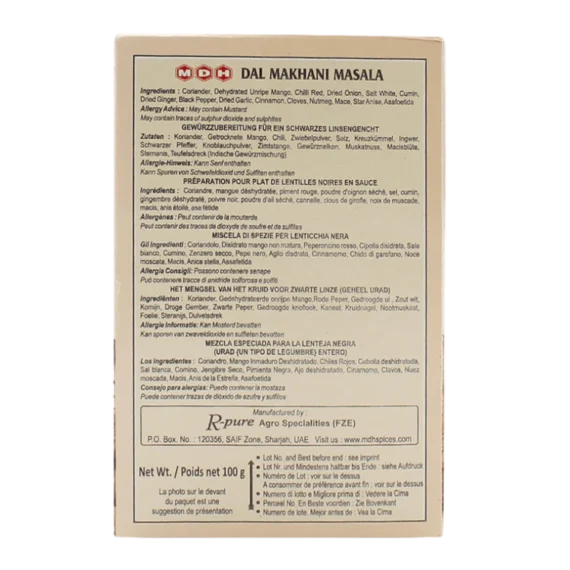 MDH DAL MAKHANI MASALA
Ingredients : Coriander, Dehydrated Unripe Mango, Chilli Red, Dried Onion, Salt White, Cumin,
Dried Ginger, Black Pepper, Dried Garlic, Cinnamon, Cloves, Nutmeg, Mace, Star Anise, Asafoetida
Allergy Advice : May contain Mustard
May contain traces of sulphur dioxide and sulphites
GEWÜRZZUBEREITUNG FÜR EIN SCHWARZES LINSENGENCHT
Zutaten : Koriander, Getrocknete Mango, Chili, Zwiebelpulver, Salz, Kreuzkümmel, Ingwer,
Schwarzer Pfeffer, Knoblauchpulver, Zimtstange, Gewürznelken, Muskatnuss, Macisblüte,
Sternanis, Teufelsdreck (Indische Gewürzmischung)
Allergie-Hinweis: Kann Senf enthalten
Kann Spuren von Schwefeldioxid und Sulfiten enthalten
PRÉPARATION POUR PLAT DE LENTILLES NOIRES EN SAUCE
Ingrédients : Coriandre, mangue déshydratée, piment rouge, poudre d'oignon séché, sel, cumin,
gingembre déshydraté, poivre noir, poudre d'ail séché, cannelle, clous de girofle, noix de muscade,
macis, anis étoilé, ase fétide
Allergènes : Peut contenir de la moutarde
Peut contenir des traces de dioxyde de soufre et de sulfites
MISCELA DI SPEZIE PER LENTICCHIA NERA
Gli Ingredienti : Coriandolo, Disidrato mango non matura, Peperoncino rosso, Cipolla disidrata, Sale
bianco, Cumino, Zenzero secco, Pepe nero, Aglio disidrato, Cinnamomo, Chido di garofano, Noce
moscata, Macis, Anice stella, Assafetida
Allergia Consigli: Possono contenere senape
Può contenere tracce di anidride solforosa e solfiti
HET MENGSEL VAN HET KRUID VOOR ZWARTE LINZE (GEHEEL URAD)
Ingrediënten : Koriander, Gedehydrateerde onrijpe Mango, Rode Peper, Gedroogde ui, Zout wit,
Komijn, Droge Gember, Zwarte Peper, Gedroogde knoflook, Kaneel, Kruidnagel, Nootmuskaat,
Foelie, Steranijs, Duivelsdrek
Allergie Informatie: Kan Mosterd bevatten
Kan sporen van zwaveldioxide en sulfieten bevatten
MEZCLA ESPECIADA PARA LA LENTEJA NEGRA
(URAD (UN TIPO DE LEGUMBRE) ENTERO)
Los Ingredientes : Coriandro, Mango Inmaduro Deshidratado, Chiles Rojos, Cebolla deshidratada,
Sal blanca, Comino, Jengibre Seco, Pimienta Negra, Ajo deshidratado, Cinamomo, Clavos, Nuez
moscada, Macis, Anis de la Estrella, Asafoetida
Consejo para alergias: Puede contener la mostaza
Puede contener trazas de dióxido de azufre y sulfitos
Manufactured by :
R-pure Agro Specialities (FZE)
P.O. Box. No. : 120356, SAIF Zone, Sharjah, UAE Visit us : www.mdhspices.com
Net Wt. / Poids net 100 g
La photo sur le devant
du paquet est une
suggestion de présentation
• Lot No. and Best before end : see imprint
• Lot Nr. und Mindestens haltbar bis Ende : siehe Aufdruck
• Numéro de Lot : voir sur le dessus
A consommer de préférence avant fin : voir sur le dessus
• Numero di lotto e Migliore prima di : Vedere la Cima
• Perceel No. En Beste voordien : Zie Bovenkant
• Numero de lote. Mejor antes de : Vea la Cima